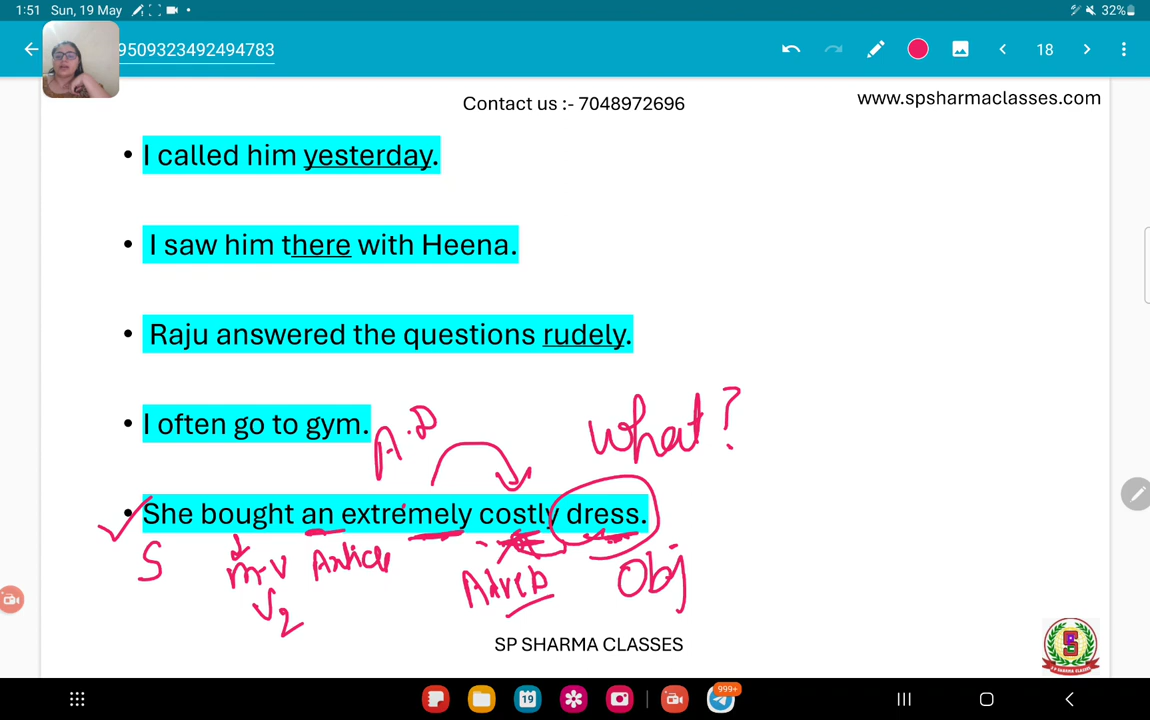 1:51 Sun, 19 May
32%
9509323492494783
18
Contact us :- 7048972696
www.spsharmaclasses.com
• I called him yesterday.
• I saw him there with Heena.
• Raju answered the questions rudely.
• I often go to gym.
A.D
What?
• She bought an extremely costly dress.
S
M.V
Article
Adverb
Obj
V2
SP SHARMA CLASSES
S
19
999+